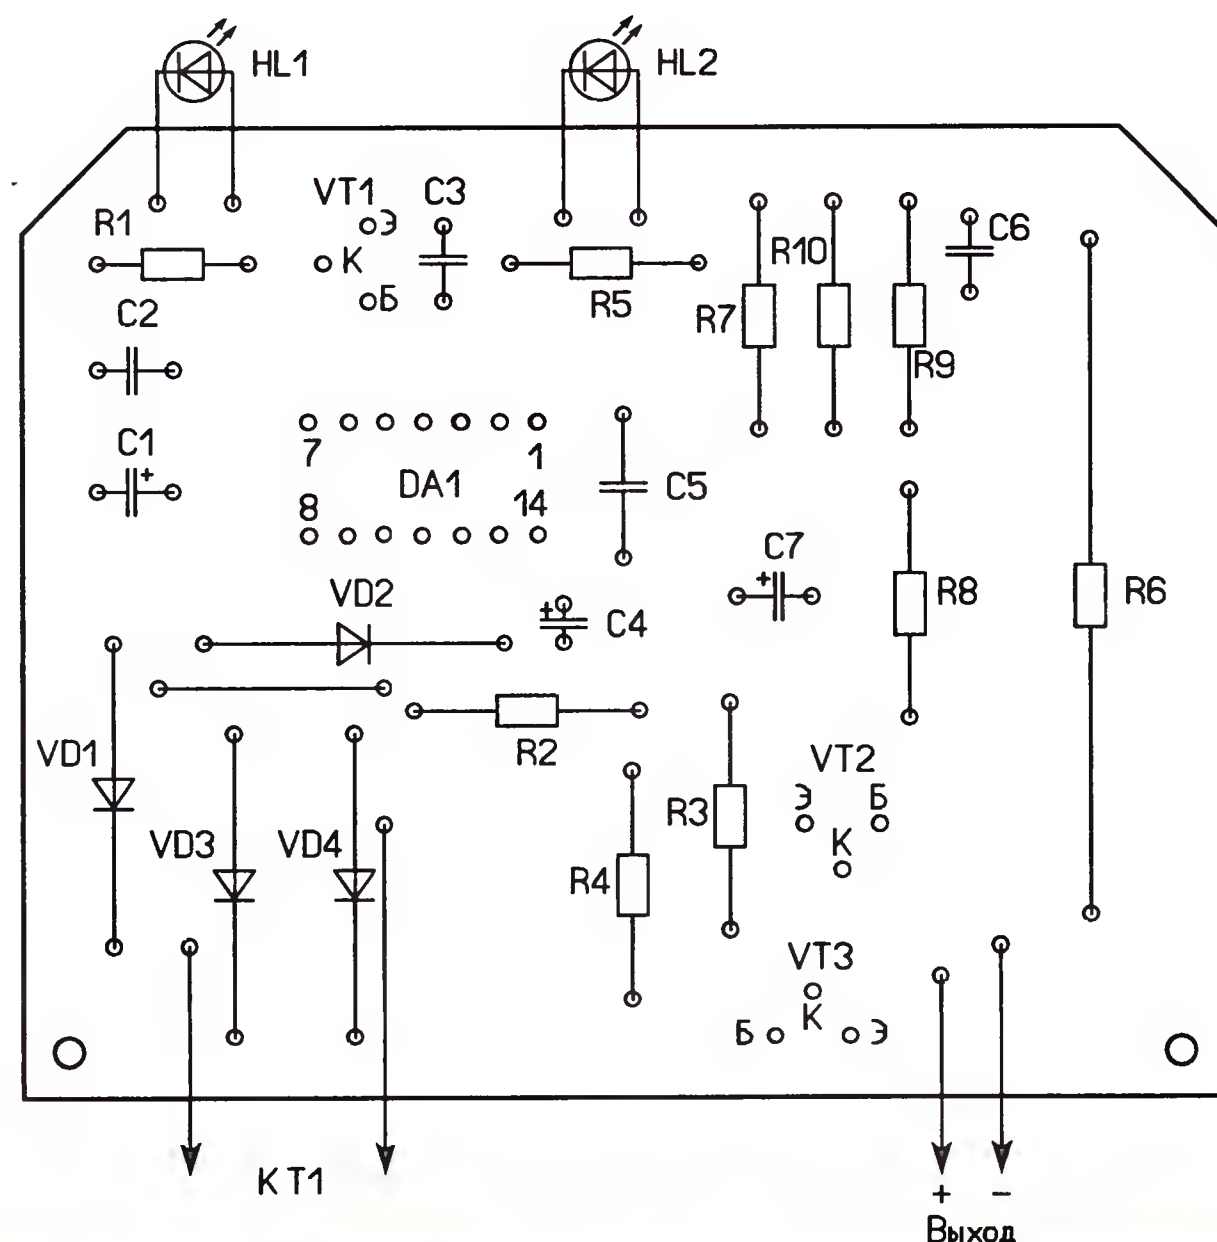 HL1
HL2
VT1
C3
Э
R1
К
Б
C6
R10
C2
R5
R7
R9
C1
7
1
DA1
8
14
C5
C7
VD2
+
C4
+
R8
R6
VD1
R2
VT2
Э
Б
VD3
VD4
R3
К
R4
VT3
Б
К
Э
КТ1
+ −
Выход